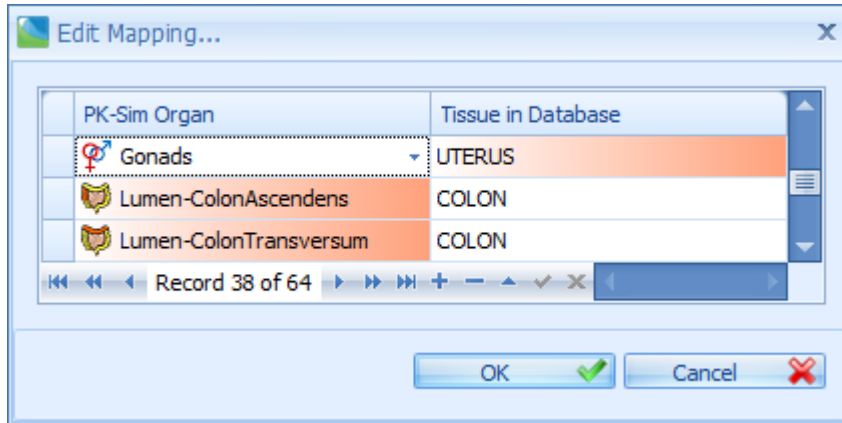 Edit Mapping...
PK-Sim Organ Tissue in Database
Gonads UTERUS
Lumen-ColonAscendens COLON
Lumen-ColonTransversum COLON
Record 38 of 64
OK Cancel